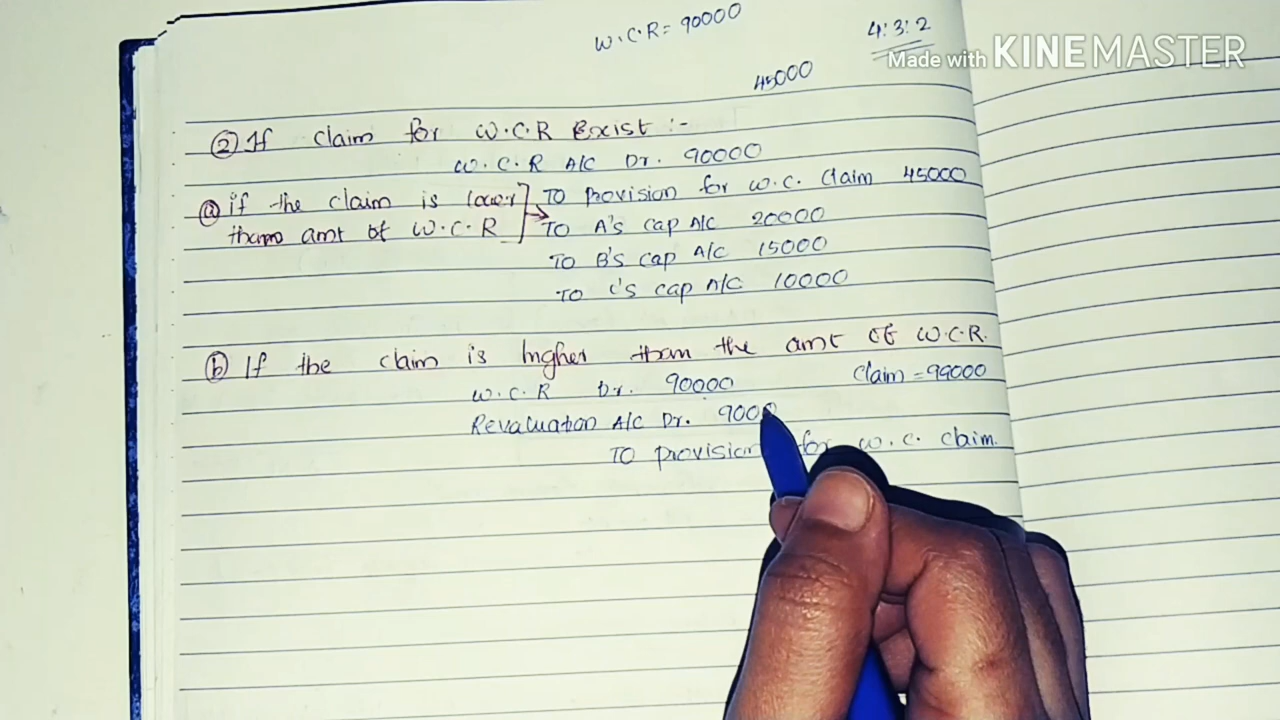 W.C.R = 90000
4:3:2
Made with KINEMASTER
45000
② If claim for W.C.R Exist :-
W.C.R A/C Dr. 90000
ⓐ if the claim is lower
TO provision for W.C. Claim 45000
than amt of W.C.R
TO A's cap A/C 20000
TO B's cap A/C 15000
TO C's cap A/C 10000
ⓑ If the claim is higher than the amt of W.C.R.
W.C.R Dr. 90000 Claim = 99000
Revaluation A/C Dr. 9000
TO provision for W.C. claim.